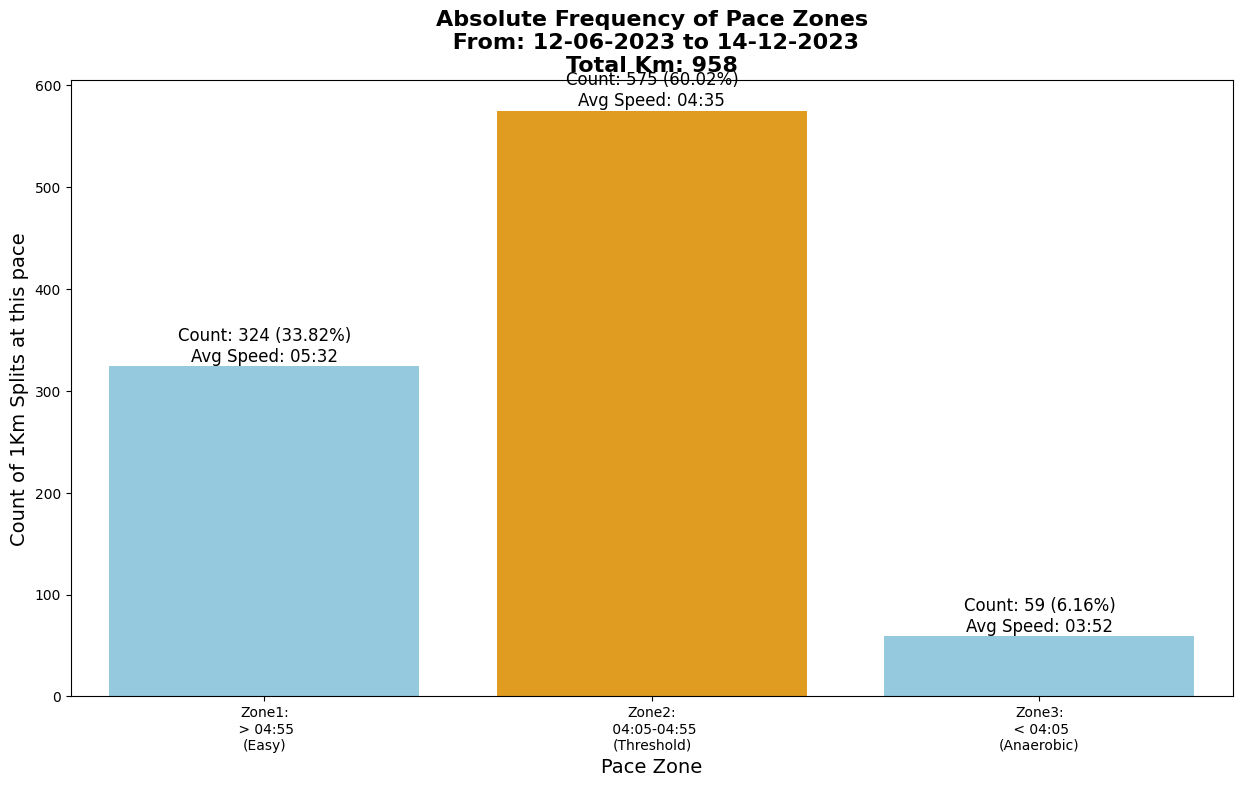 Absolute Frequency of Pace Zones
From: 12-06-2023 to 14-12-2023
Total Km: 958
Count: 575 (60.02%)
Avg Speed: 04:35
Count: 324 (33.82%)
Avg Speed: 05:32
Count: 59 (6.16%)
Avg Speed: 03:52
Count of 1Km Splits at this pace
600
500
400
300
200
100
0
Zone1:
> 04:55
(Easy)
Zone2:
04:05-04:55
(Threshold)
Zone3:
< 04:05
(Anaerobic)
Pace Zone